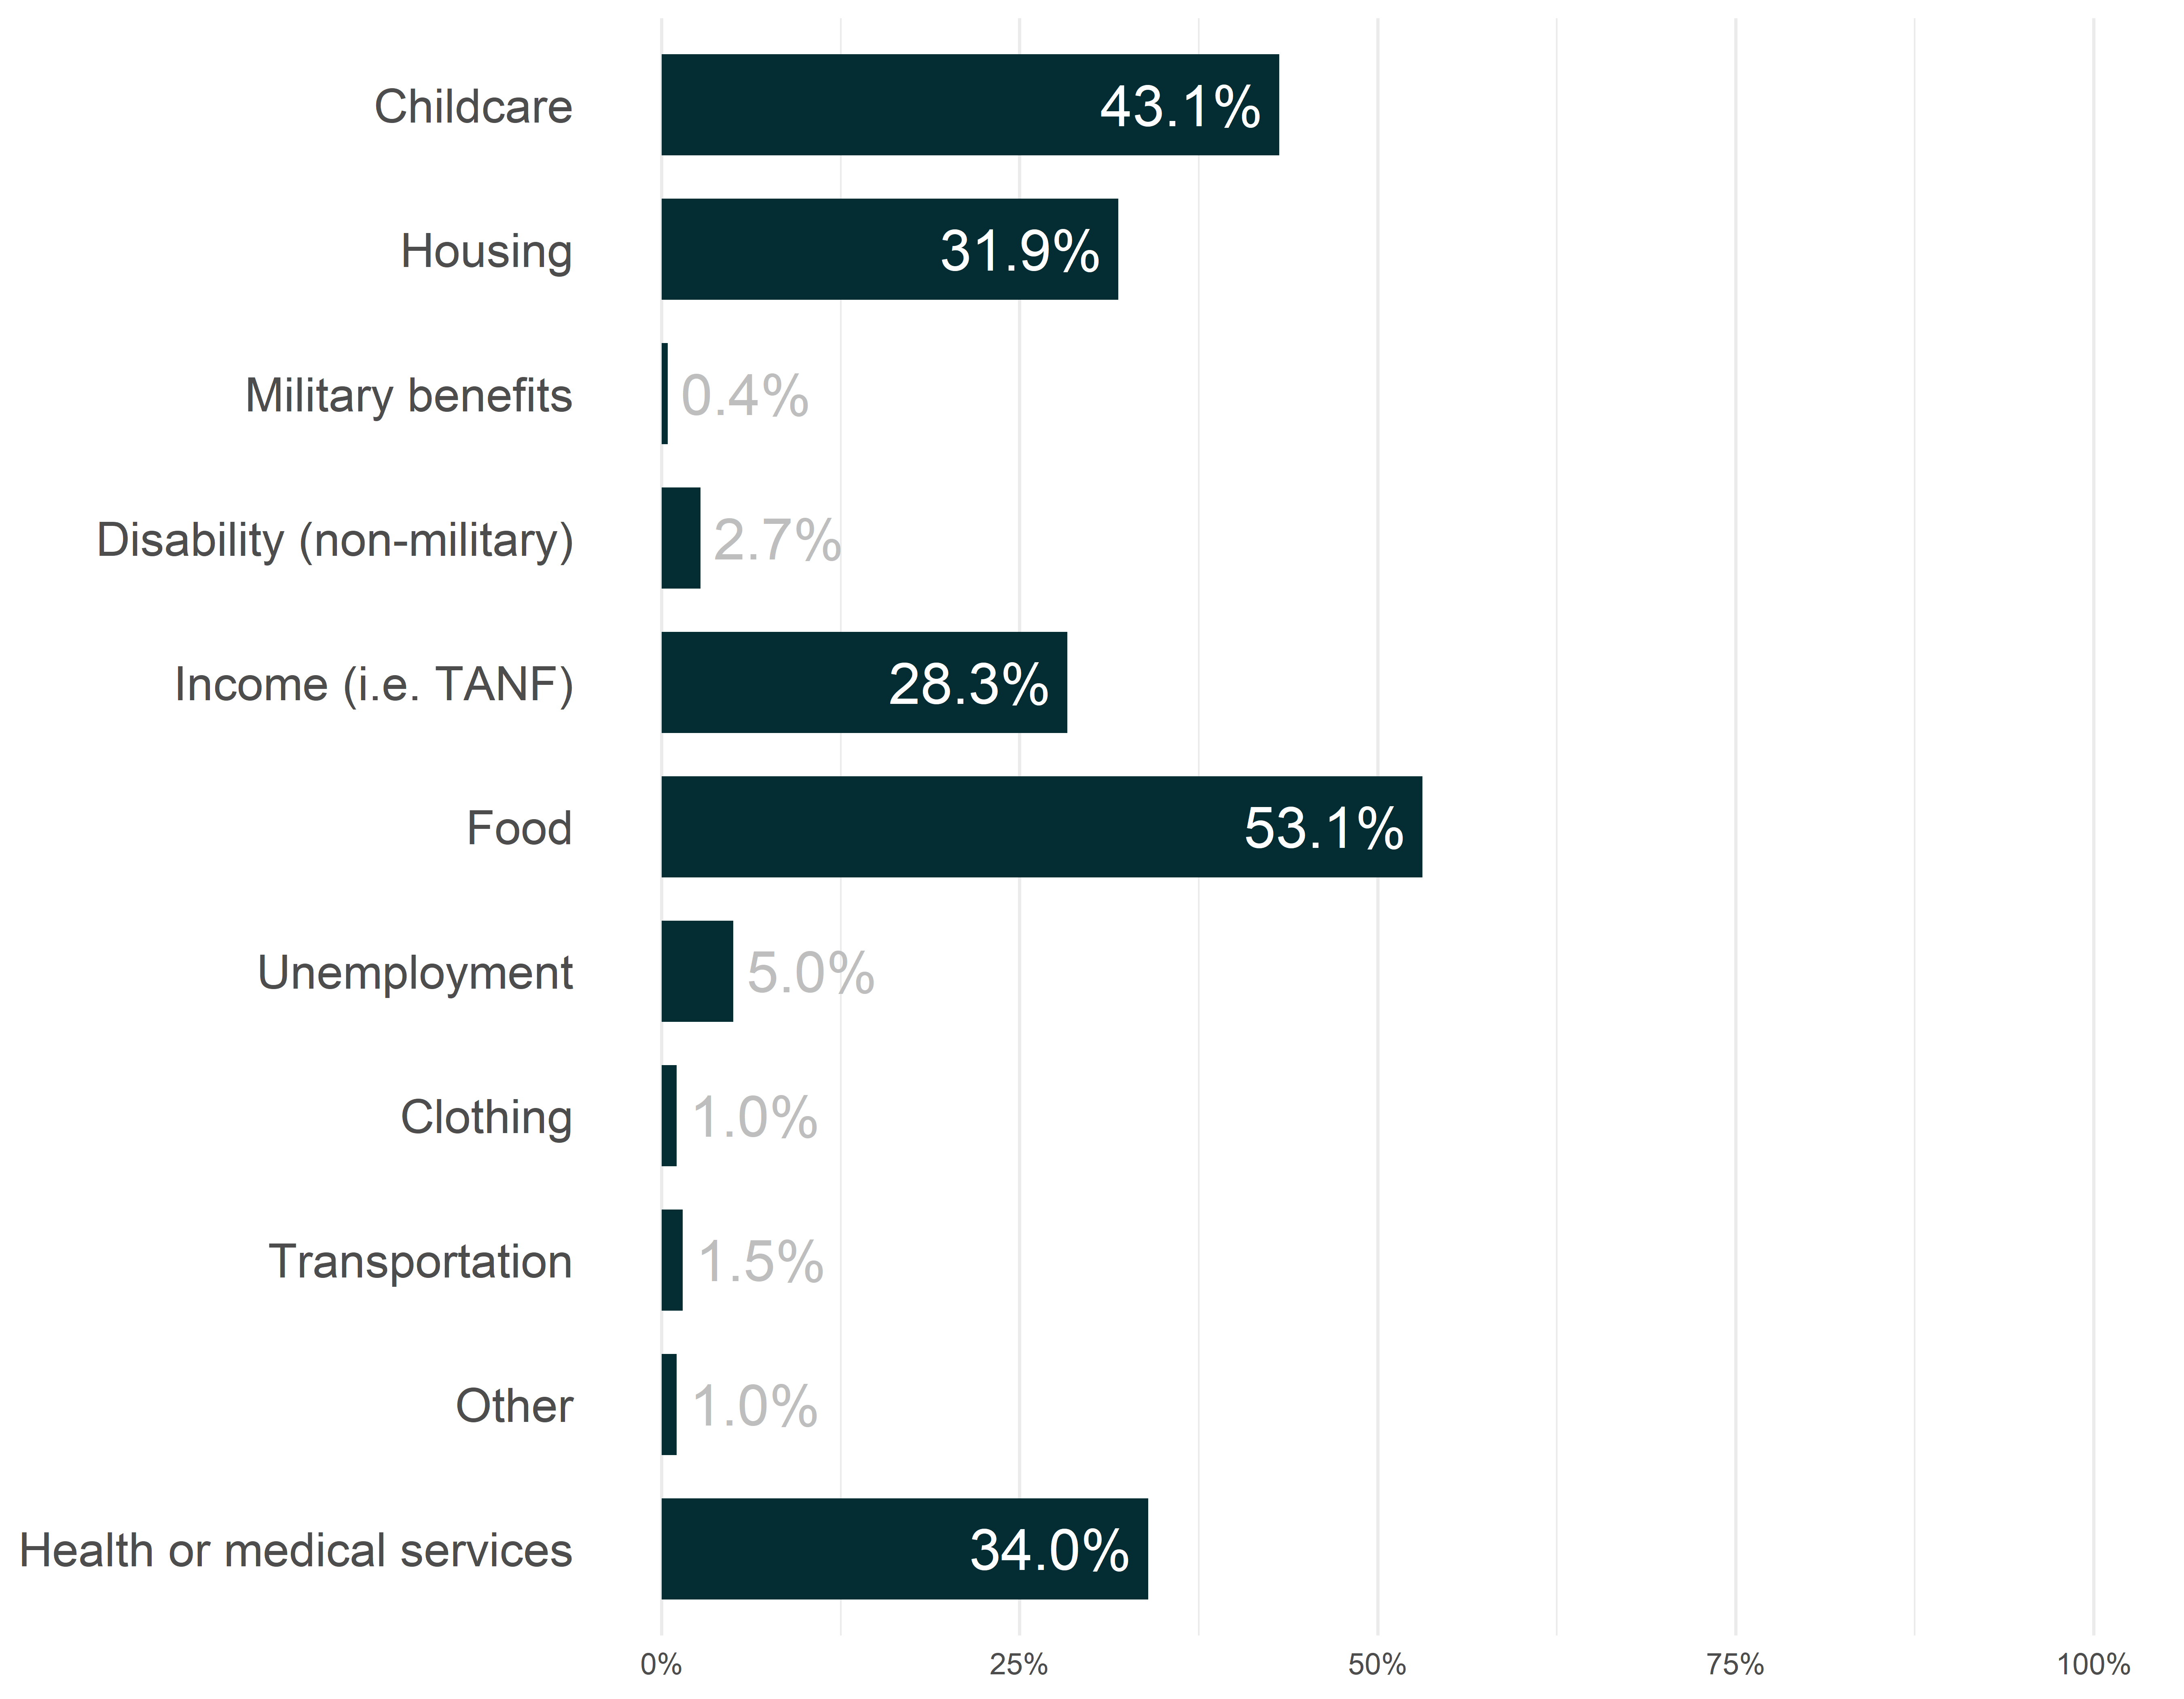 Childcare 43.1%
Housing 31.9%
Military benefits 0.4%
Disability (non-military) 2.7%
Income (i.e. TANF) 28.3%
Food 53.1%
Unemployment 5.0%
Clothing 1.0%
Transportation 1.5%
Other 1.0%
Health or medical services 34.0%
0% 25% 50% 75% 100%